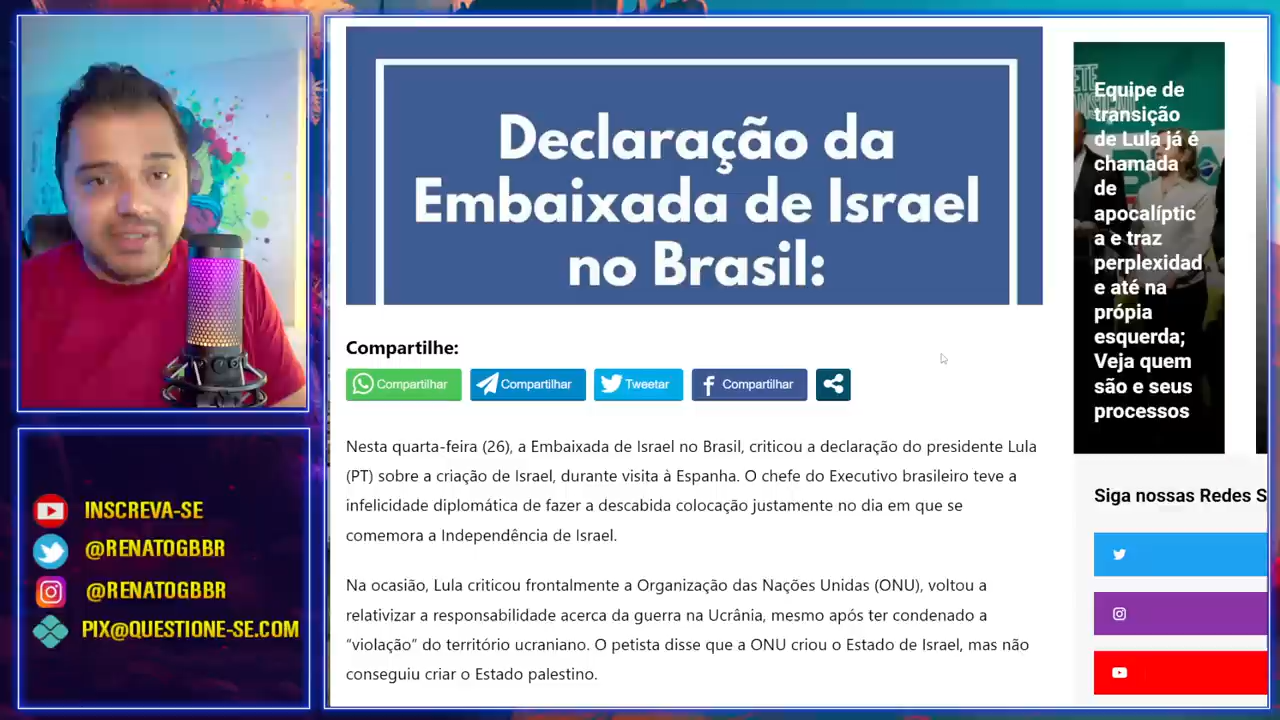 Declaração da
Embaixada de Israel
no Brasil:
Compartilhe:
Compartilhar
Compartilhar
Tweetar
Compartilhar
Nesta quarta-feira (26), a Embaixada de Israel no Brasil, criticou a declaração do presidente Lula
(PT) sobre a criação de Israel, durante visita à Espanha. O chefe do Executivo brasileiro teve a
infelicidade diplomática de fazer a descabida colocação justamente no dia em que se
comemora a Independência de Israel.
Na ocasião, Lula criticou frontalmente a Organização das Nações Unidas (ONU), voltou a
relativizar a responsabilidade acerca da guerra na Ucrânia, mesmo após ter condenado a
“violação” do território ucraniano. O petista disse que a ONU criou o Estado de Israel, mas não
conseguiu criar o Estado palestino.
Equipe de
transição
de Lula já é
chamada
de
apocalíptic
a e traz
perplexidad
e até na
própia
esquerda;
Veja quem
são e seus
processos
Siga nossas Redes S
INSCREVA-SE
@RENATOGBBR
@RENATOGBBR
PIX@QUESTIONE-SE.COM